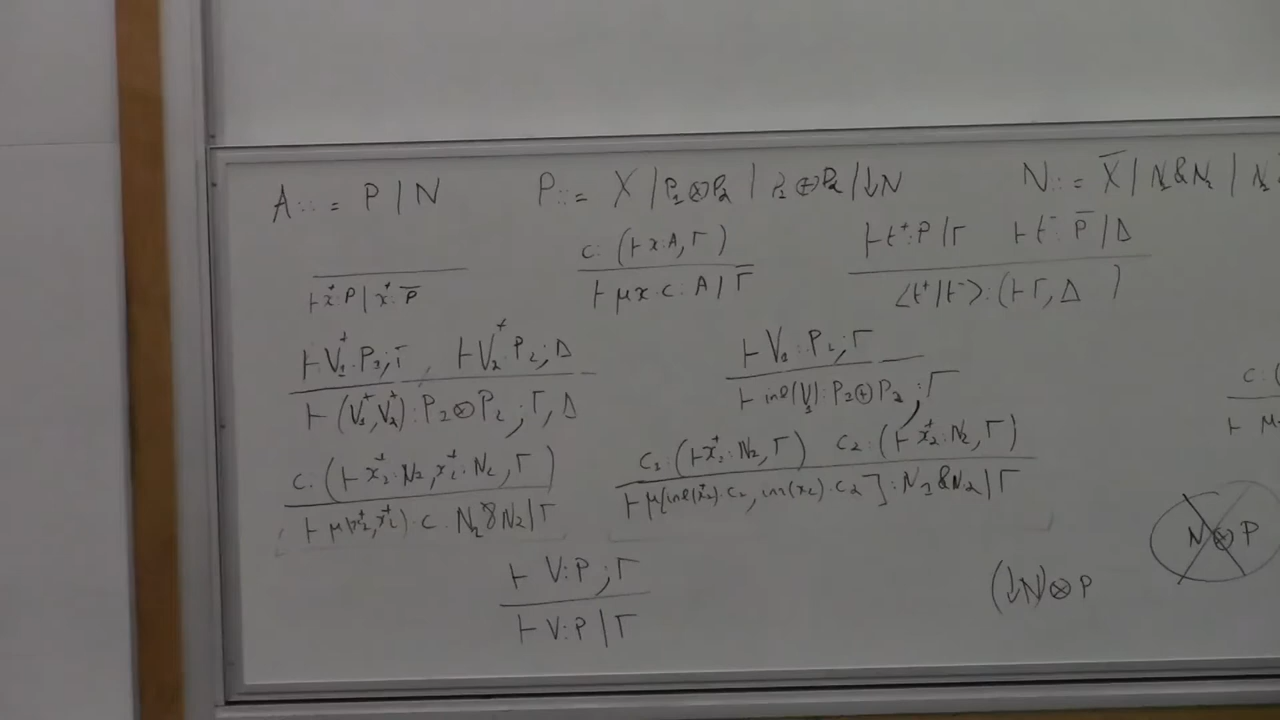 A ::= P | N    P ::= X | P₁⊗P₂ | P₁⊕P₂ | ↓N    N ::= X̄ | N₁&N₂ | N₁
c: (⊢ x:A, Γ)    ⊢ t⁺:P | Γ    ⊢ t⁻: P̄ | Δ
⊢ x⁺:P | x⁺: P̄    ⊢ μx.c : A | Γ    <t⁺|t⁻> : (⊢ Γ, Δ)
⊢ V₁⁺: P₁; Γ    ⊢ V₂⁺: P₂; Δ    ⊢ V₁: P₁; Γ
⊢ (V₁⁺, V₂⁺): P₁⊗P₂; Γ, Δ    ⊢ inl(V₁): P₁⊕P₂; Γ
c: (⊢ x₁⁺:N₁, x₂⁺:N₂, Γ)    c₁: (⊢ x₁⁺:N₁, Γ)    c₂: (⊢ x₂⁺:N₂, Γ)
⊢ μ(x₁⁺, x₂⁺).c : N₁⅋N₂ | Γ    ⊢ μ[inl(x₁⁺).c₁, inr(x₂).c₂] : N₁&N₂ | Γ
N⊗P
⊢ V:P; Γ    (↓N)⊗P
⊢ V:P | Γ